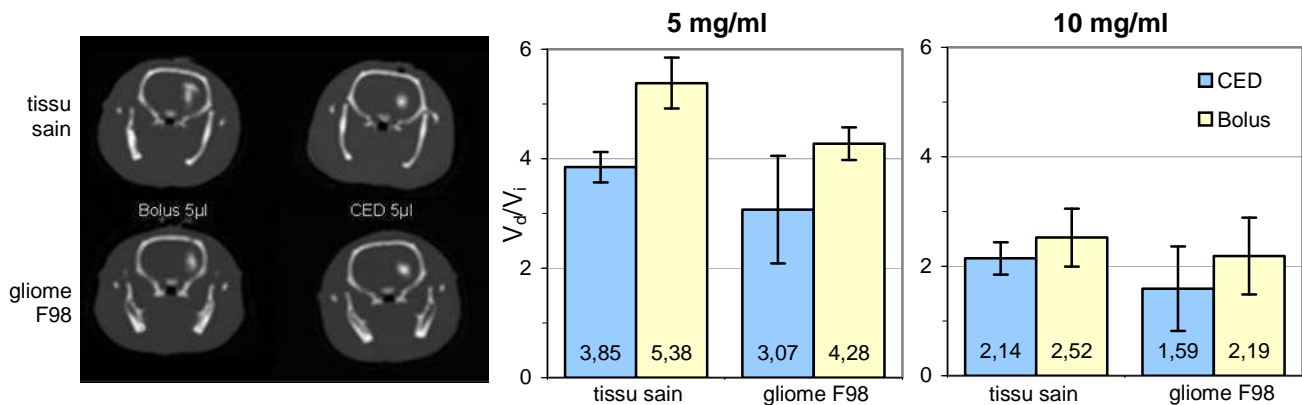 tissu
sain
Bolus 5µl
CED 5µl
gliome
F98
5 mg/ml
V_d/V_i
6
4
2
0
3,85
5,38
3,07
4,28
tissu sain
gliome F98
10 mg/ml
6
4
2
0
CED
Bolus
2,14
2,52
1,59
2,19
tissu sain
gliome F98